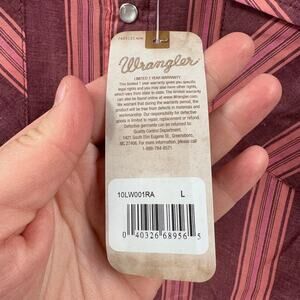 Wrangler
LIMITED 1 YEAR WARRANTY
This limited 1 year warranty gives you specific
legal rights and you may also have other rights,
which vary from state to state. The limited warranty
can also be found online at www.Wrangler.com.
We warrant that during the warranty period, the
product will be free from defects in materials and
workmanship. Our responsibility for defective
goods is limited to repair, replacement or refund.
Defective garments can be returned to:
Quality Control Department,
1421 South Elm Eugene St., Greensboro,
NC 27406. For more information, please call
1-888-784-8571
10LW001RA L
0 40326 68956 5